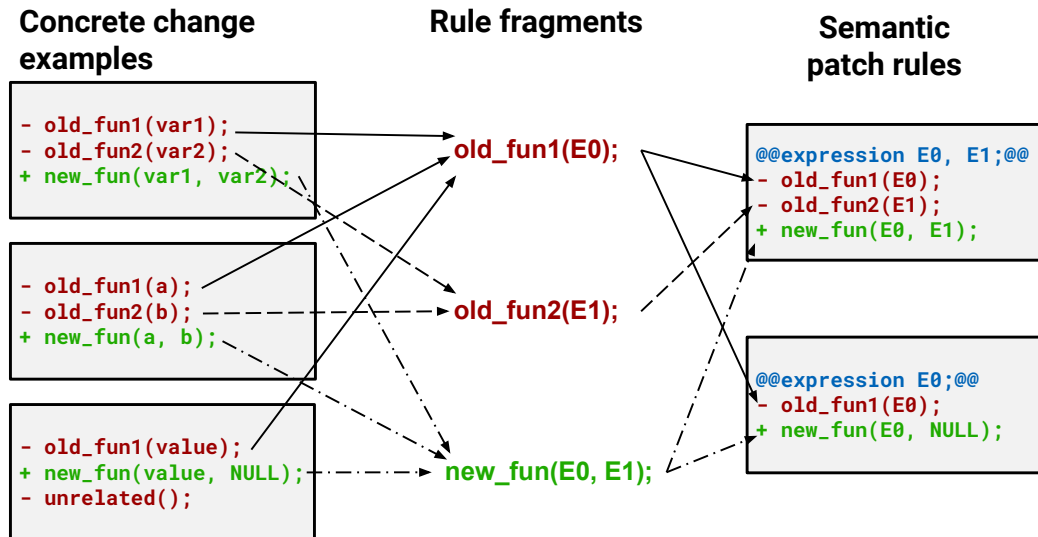 Concrete change
examples
- old_fun1(var1);
- old_fun2(var2);
+ new_fun(var1, var2);
- old_fun1(a);
- old_fun2(b);
+ new_fun(a, b);
- old_fun1(value);
+ new_fun(value, NULL);
- unrelated();
Rule fragments
old_fun1(E0);
old_fun2(E1);
new_fun(E0, E1);
Semantic
patch rules
@@expression E0, E1;@@
- old_fun1(E0);
- old_fun2(E1);
+ new_fun(E0, E1);
@@expression E0;@@
- old_fun1(E0);
+ new_fun(E0, NULL);